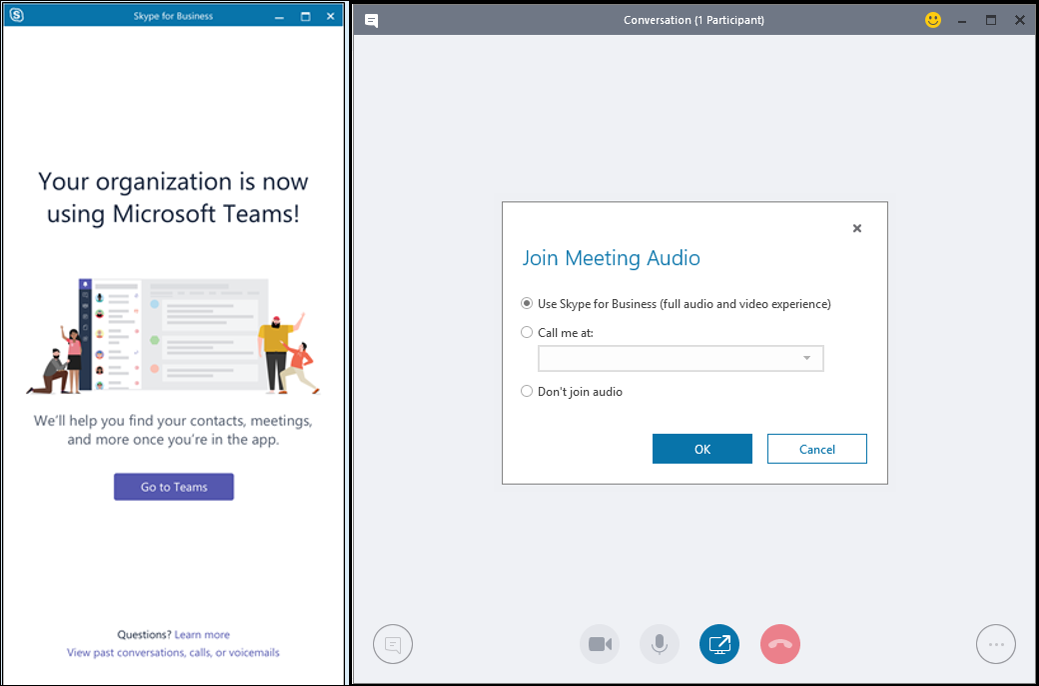 Skype for Business
Your organization is now
using Microsoft Teams!
We'll help you find your contacts, meetings,
and more once you're in the app.
Go to Teams
Questions? Learn more
View past conversations, calls, or voicemails
Conversation (1 Participant)
Join Meeting Audio
Use Skype for Business (full audio and video experience)
Call me at:
Don't join audio
OK
Cancel